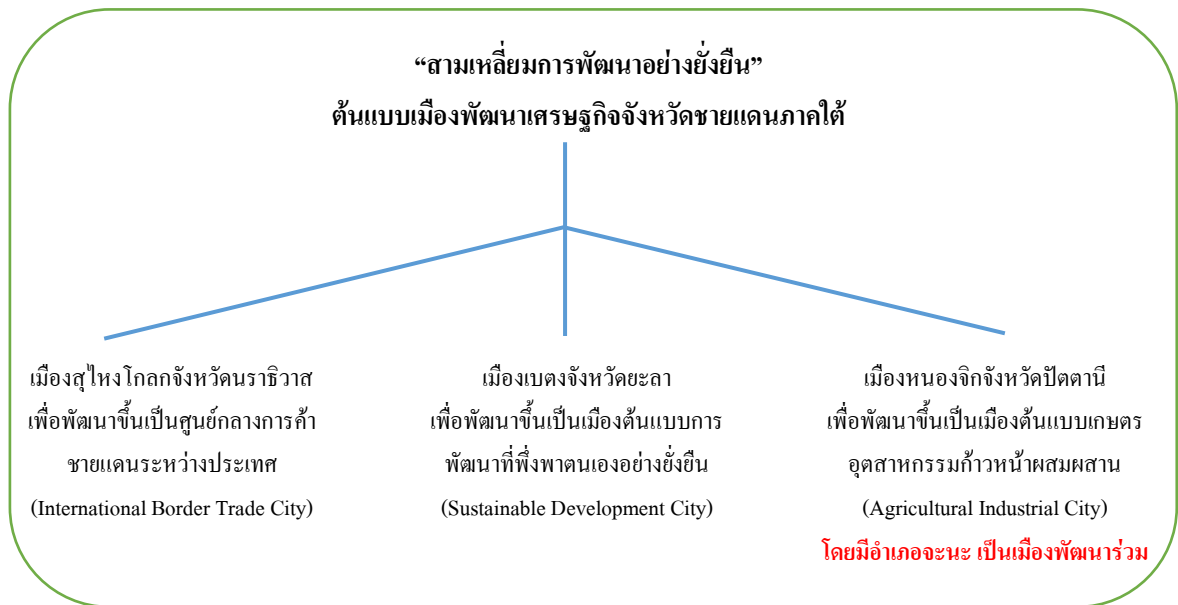 “สามเหลี่ยมการพัฒนาอย่างยั่งยืน”
ต้นแบบเมืองพัฒนาเศรษฐกิจจังหวัดชายแดนภาคใต้
เมืองสุไหงโกลกจังหวัดนราธิวาส
เพื่อพัฒนาขึ้นเป็นศูนย์กลางการค้า
ชายแดนระหว่างประเทศ
(International Border Trade City)
เมืองเบตงจังหวัดยะลา
เพื่อพัฒนาขึ้นเป็นเมืองต้นแบบการ
พัฒนาที่พึ่งพาตนเองอย่างยั่งยืน
(Sustainable Development City)
เมืองหนองจิกจังหวัดปัตตานี
เพื่อพัฒนาขึ้นเป็นเมืองต้นแบบเกษตร
อุตสาหกรรมก้าวหน้าผสมผสาน
(Agricultural Industrial City)
โดยมีอำเภอจะนะ เป็นเมืองพัฒนาร่วม